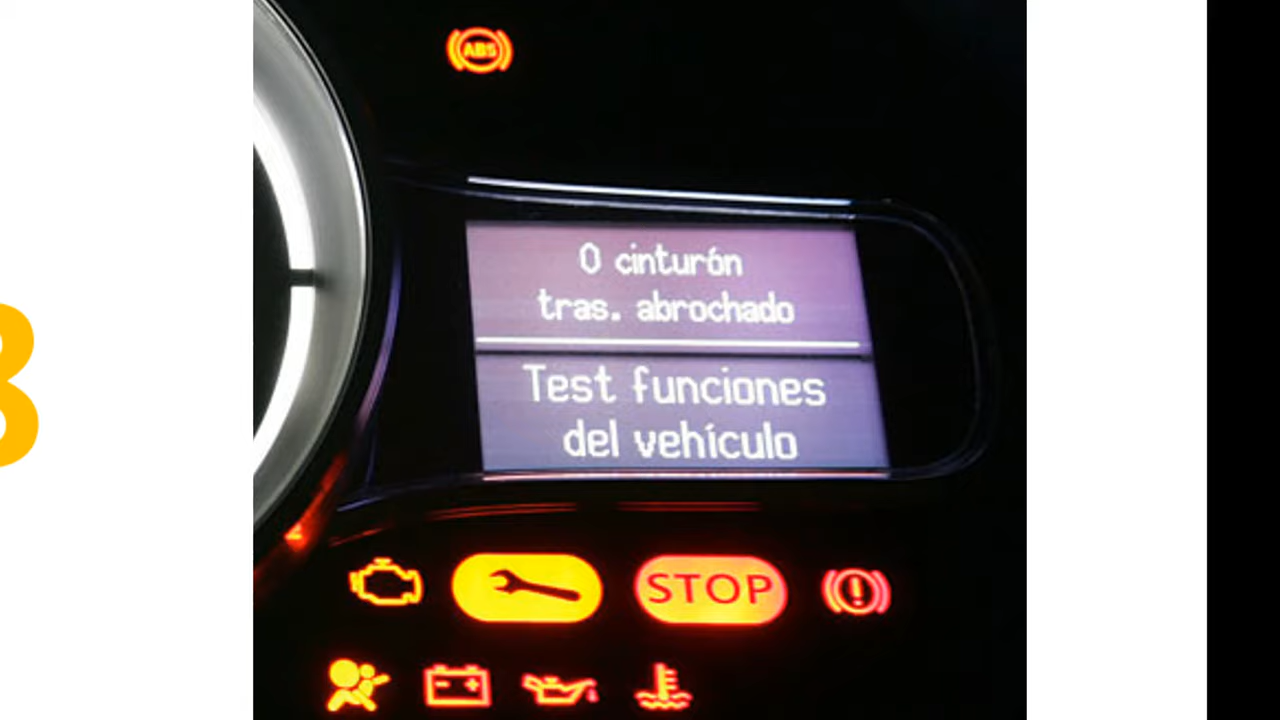 ABS
0 cinturón
tras. abrochado
Test funciones
del vehículo
STOP